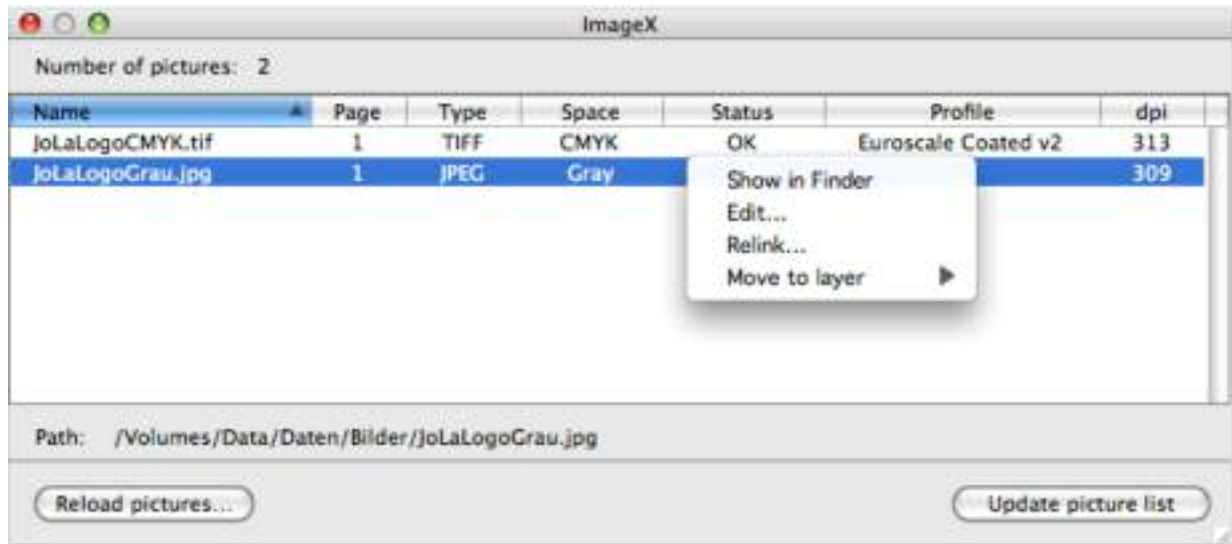 ImageX
Number of pictures: 2
Name Page Type Space Status Profile dpi
JoLaLogoCMYK.tif 1 TIFF CMYK OK Euroscale Coated v2 313
JoLaLogoGrau.jpg 1 JPEG Gray 309
Show in Finder
Edit...
Relink...
Move to layer
Path: /Volumes/Data/Daten/Bilder/JoLaLogoGrau.jpg
Reload pictures... Update picture list